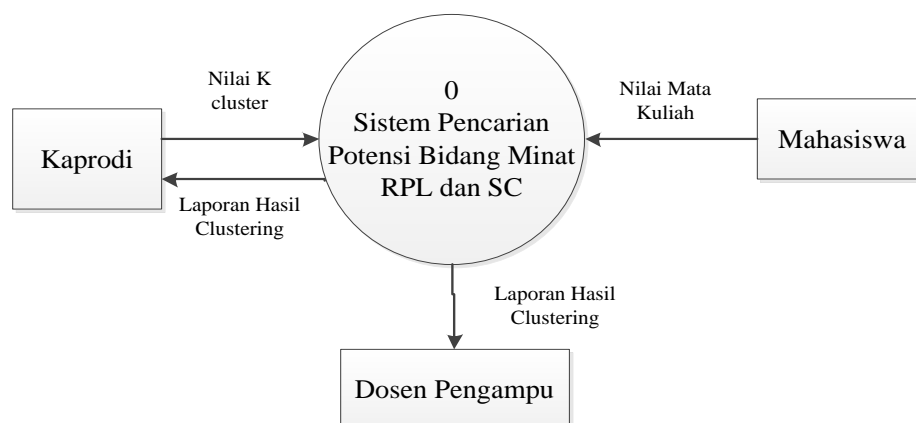 Nilai K
cluster
Kaprodi
Laporan Hasil
Clustering
0
Sistem Pencarian
Potensi Bidang Minat
RPL dan SC
Nilai Mata
Kuliah
Mahasiswa
Laporan Hasil
Clustering
Dosen Pengampu